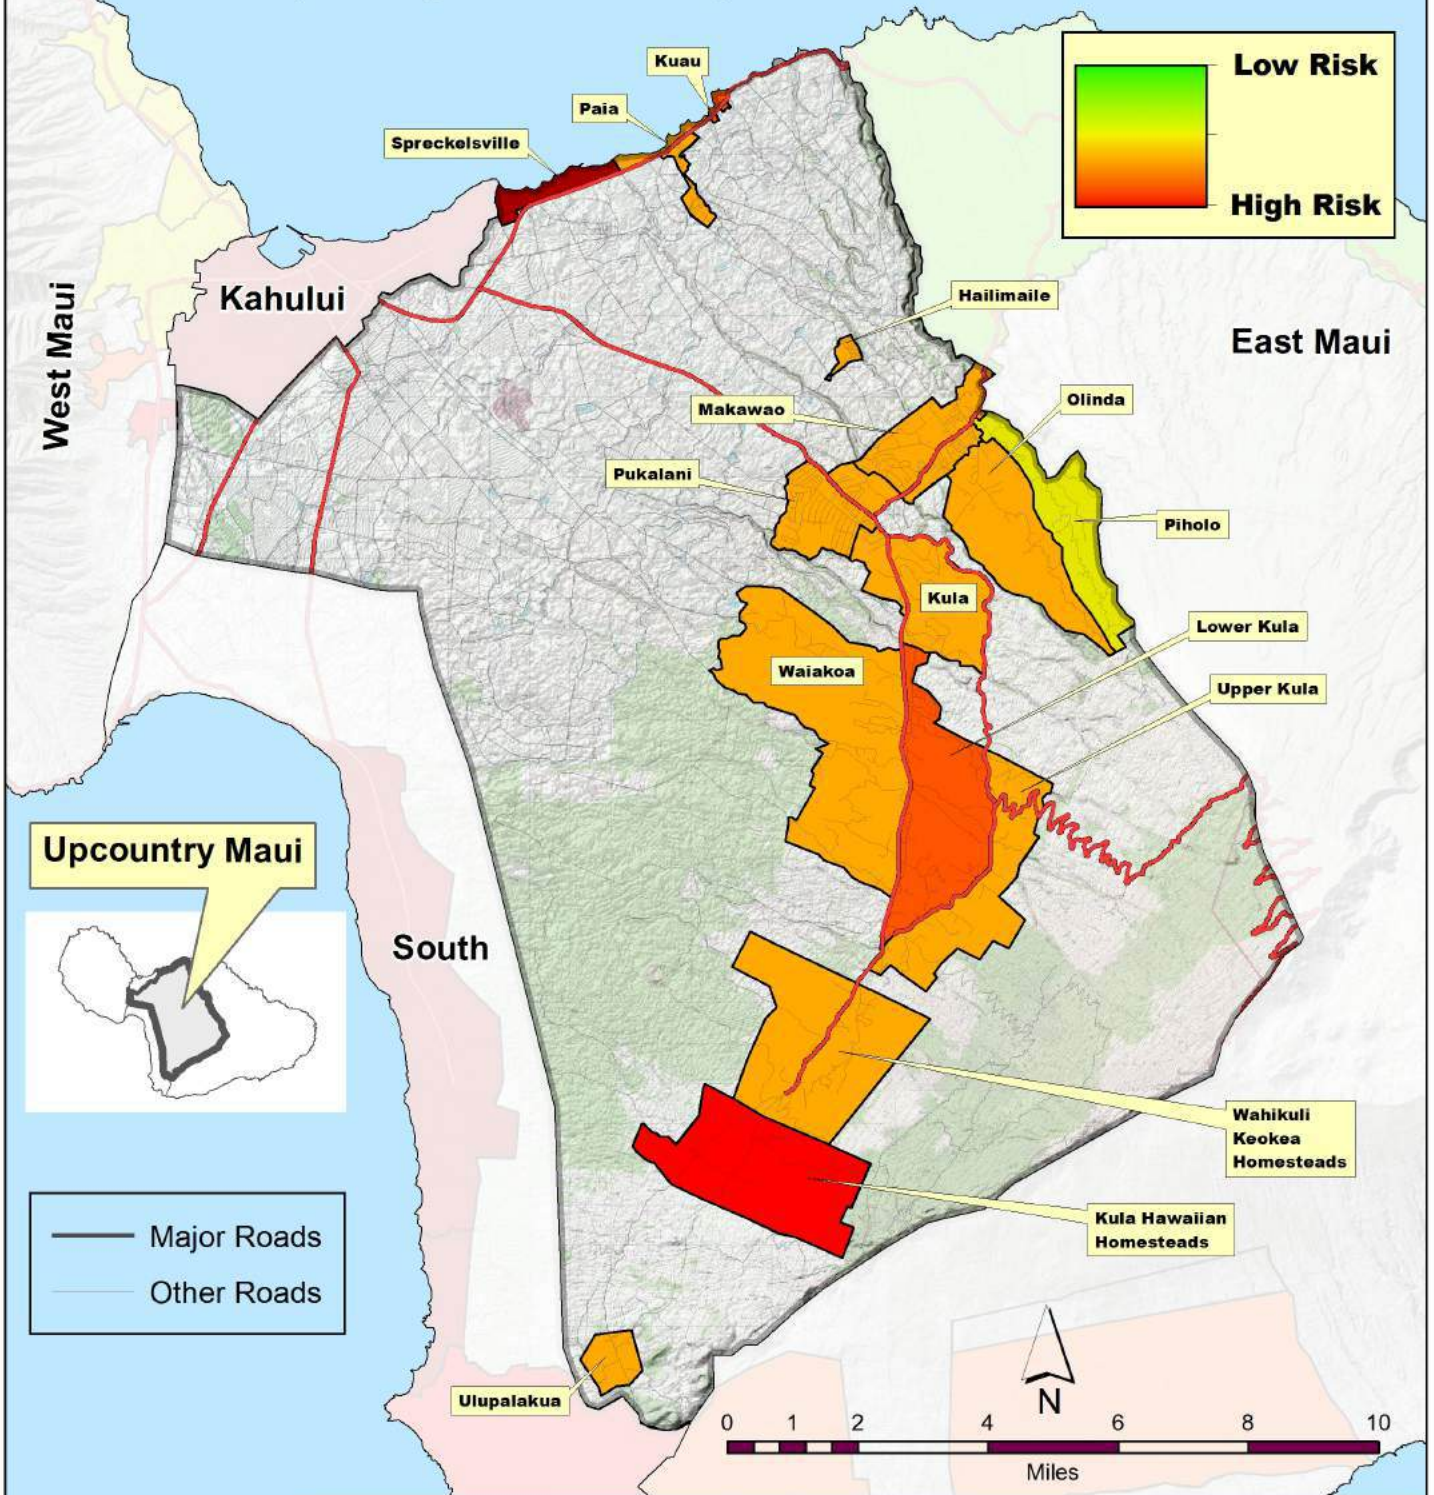 Kuau
Paia
Spreckelsville
Low Risk
High Risk
Kahului
West Maui
East Maui
Hailimaile
Makawao
Olinda
Pukalani
Piholo
Kula
Lower Kula
Waiakoa
Upper Kula
Upcountry Maui
South
Wahikuli
Keokea
Homesteads
Kula Hawaiian
Homesteads
Major Roads
Other Roads
Ulupalakua
N
0 1 2 4 6 8 10
Miles